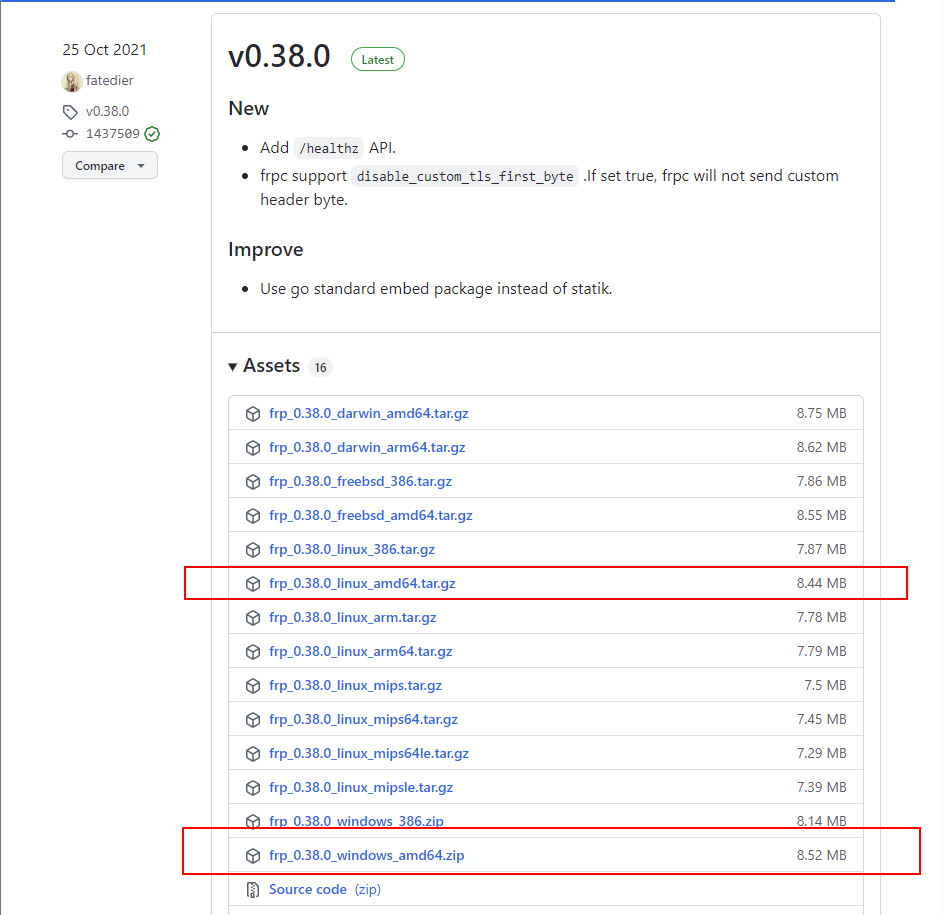 25 Oct 2021
fatedier
v0.38.0
1437509
Compare
v0.38.0 Latest
New
Add /healthz API.
frpc support disable_custom_tls_first_byte .If set true, frpc will not send custom
header byte.
Improve
Use go standard embed package instead of statik.
Assets 16
frp_0.38.0_darwin_amd64.tar.gz 8.75 MB
frp_0.38.0_darwin_arm64.tar.gz 8.62 MB
frp_0.38.0_freebsd_386.tar.gz 7.86 MB
frp_0.38.0_freebsd_amd64.tar.gz 8.55 MB
frp_0.38.0_linux_386.tar.gz 7.87 MB
frp_0.38.0_linux_amd64.tar.gz 8.44 MB
frp_0.38.0_linux_arm.tar.gz 7.78 MB
frp_0.38.0_linux_arm64.tar.gz 7.79 MB
frp_0.38.0_linux_mips.tar.gz 7.5 MB
frp_0.38.0_linux_mips64.tar.gz 7.45 MB
frp_0.38.0_linux_mips64le.tar.gz 7.29 MB
frp_0.38.0_linux_mipsle.tar.gz 7.39 MB
frp_0.38.0_windows_386.zip 8.14 MB
frp_0.38.0_windows_amd64.zip 8.52 MB
Source code (zip)